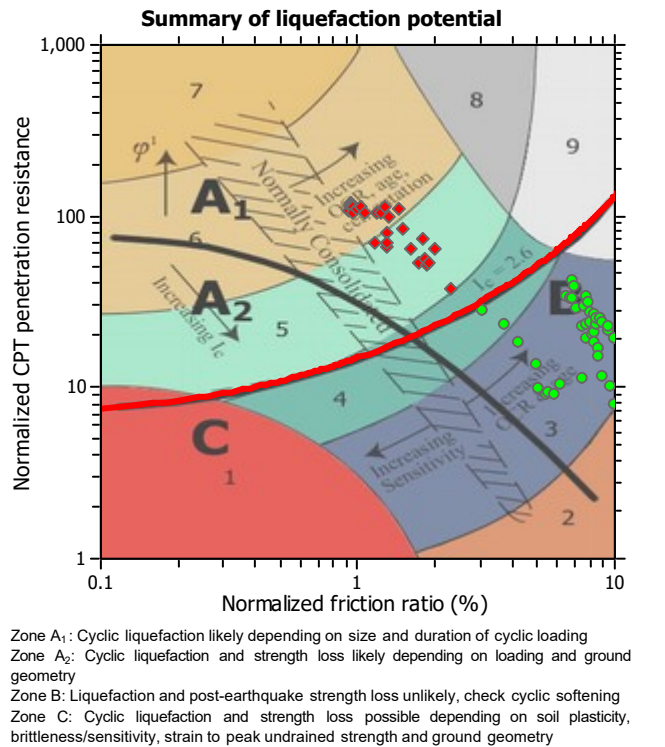 Summary of liquefaction potential
1,000
100
10
1
Normalized CPT penetration resistance
0.1
1
10
Normalized friction ratio (%)
7
8
9
φ'
A1
6
A2
5
Increasing Ic
Normally Consolidated
Increasing
OCR, age,
Ic = 2.6
B
4
C
1
3
2
Increasing
OCR, age
Increasing
Sensitivity
Zone A1: Cyclic liquefaction likely depending on size and duration of cyclic loading
Zone A2: Cyclic liquefaction and strength loss likely depending on loading and ground
geometry
Zone B: Liquefaction and post-earthquake strength loss unlikely, check cyclic softening
Zone C: Cyclic liquefaction and strength loss possible depending on soil plasticity,
brittleness/sensitivity, strain to peak undrained strength and ground geometry